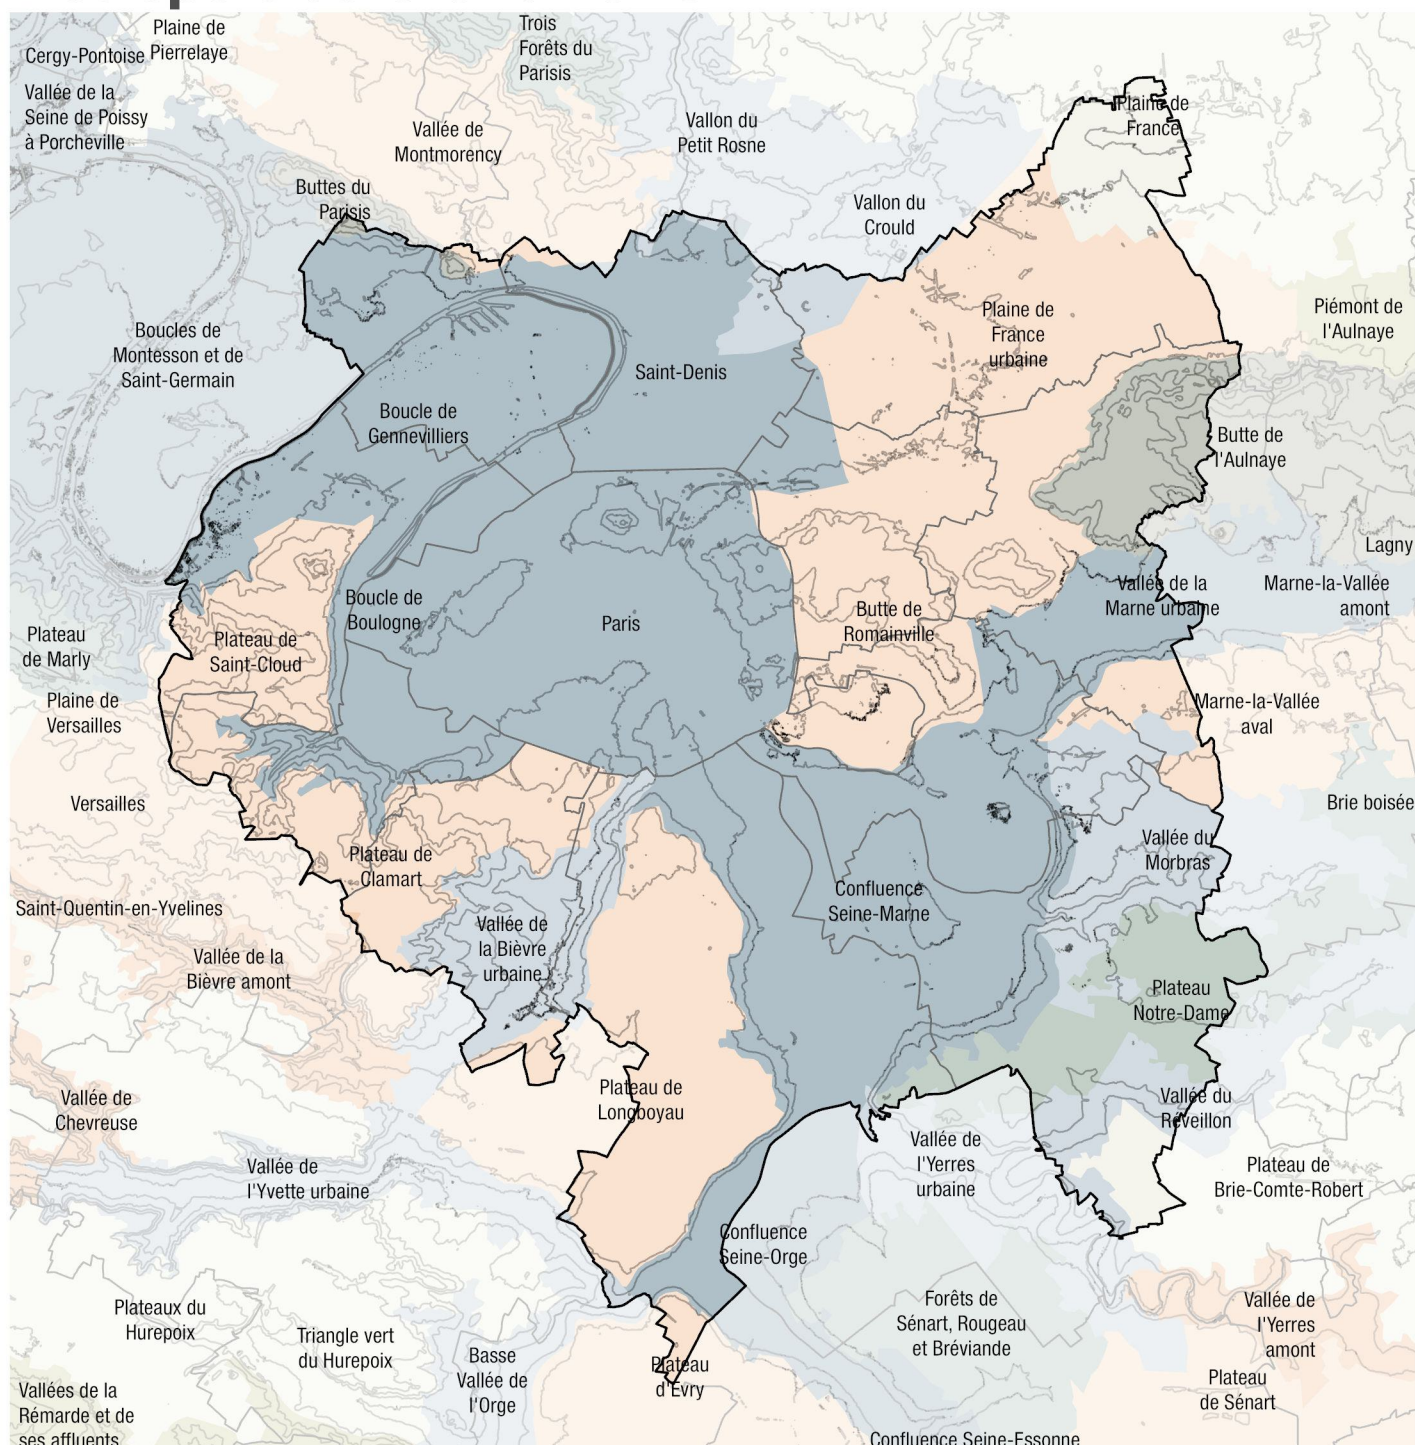 Plaine de
Pierrelaye
Cergy-Pontoise
Trois
Forêts du
Parisis
Vallée de la
Seine de Poissy
à Porcheville
Vallée de
Montmorency
Vallon du
Petit Rosne
Plaine de
France
Buttes du
Parisis
Vallon du
Crould
Boucles de
Montesson et de
Saint-Germain
Plaine de
France
urbaine
Piémont de
l'Aulnaye
Saint-Denis
Boucle de
Gennevilliers
Butte de
l'Aulnaye
Lagny
Boucle de
Boulogne
Paris
Butte de
Romainville
Vallée de la
Marne urbaine
Marne-la-Vallée
amont
Plateau
de Marly
Plateau de
Saint-Cloud
Plaine de
Versailles
Marne-la-Vallée
aval
Versailles
Brie boisée
Plateau de
Clamart
Vallée du
Morbras
Saint-Quentin-en-Yvelines
Confluence
Seine-Marne
Vallée de
la Bièvre
urbaine
Vallée de la
Bièvre amont
Plateau
Notre-Dame
Vallée de
Chevreuse
Plateau de
Longboyau
Vallée du
Réveillon
Vallée de
l'Yvette urbaine
Vallée de
l'Yerres
urbaine
Plateau de
Brie-Comte-Robert
Confluence
Seine-Orge
Plateaux du
Hurepoix
Triangle vert
du Hurepoix
Forêts de
Sénart, Rougeau
et Bréviande
Vallée de
l'Yerres
amont
Basse
Vallée de
l'Orge
Plateau
d'Evry
Plateau
de Sénart
Vallées de la
Rémarde et de
ses affluents
Confluence Seine-Essonne